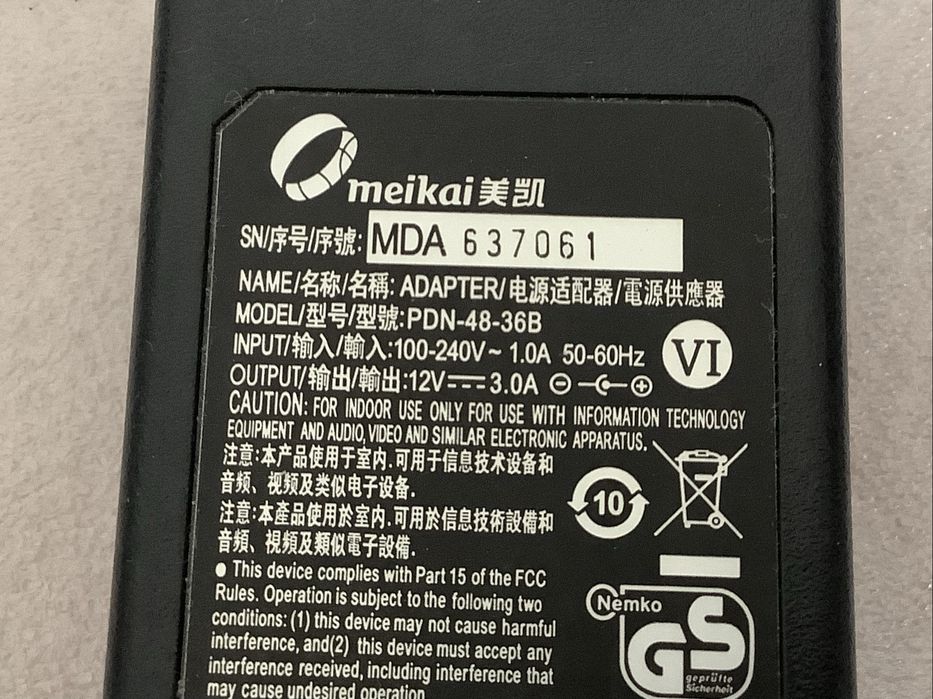 meikai美凯
SN/序号/序號: MDA 637061
NAME/名称/名稱: ADAPTER/电源适配器/電源供應器
MODEL/型号/型號:PDN-48-36B
INPUT/输入/輸入:100-240V~ 1.0A 50-60Hz
VI
OUTPUT/输出/輸出:12V⎓3.0A
CAUTION: FOR INDOOR USE ONLY FOR USE WITH INFORMATION TECHNOLOGY
EQUIPMENT AND AUDIO, VIDEO AND SIMILAR ELECTRONIC APPARATUS.
注意:本产品使用于室内.可用于信息技术设备和
音频、视频及类似电子设备.
注意:本產品使用於室內.可用於信息技術設備和
音頻、視頻及類似電子設備.
10
● This device complies with Part 15 of the FCC
Rules. Operation is subject to the following two
conditions: (1) this device may not cause harmful
interference, and(2) this device must accept any
interference received, including interference that
may cause undesired operation.
Nemko
GS
geprüfte
Sicherheit